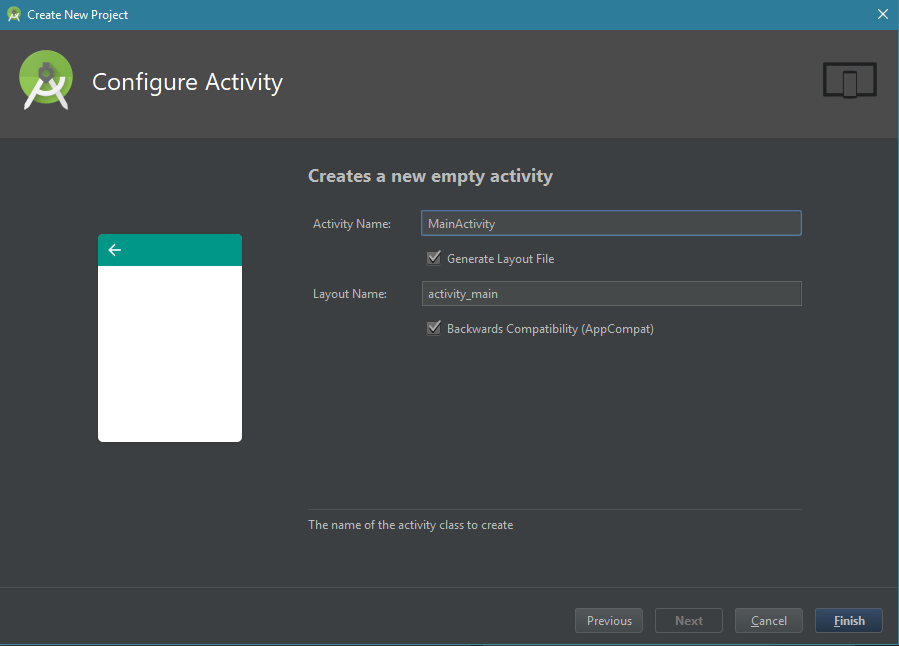 Create New Project
Configure Activity
Creates a new empty activity
Activity Name: MainActivity
Generate Layout File
Layout Name: activity_main
Backwards Compatibility (AppCompat)
The name of the activity class to create
Previous Next Cancel Finish